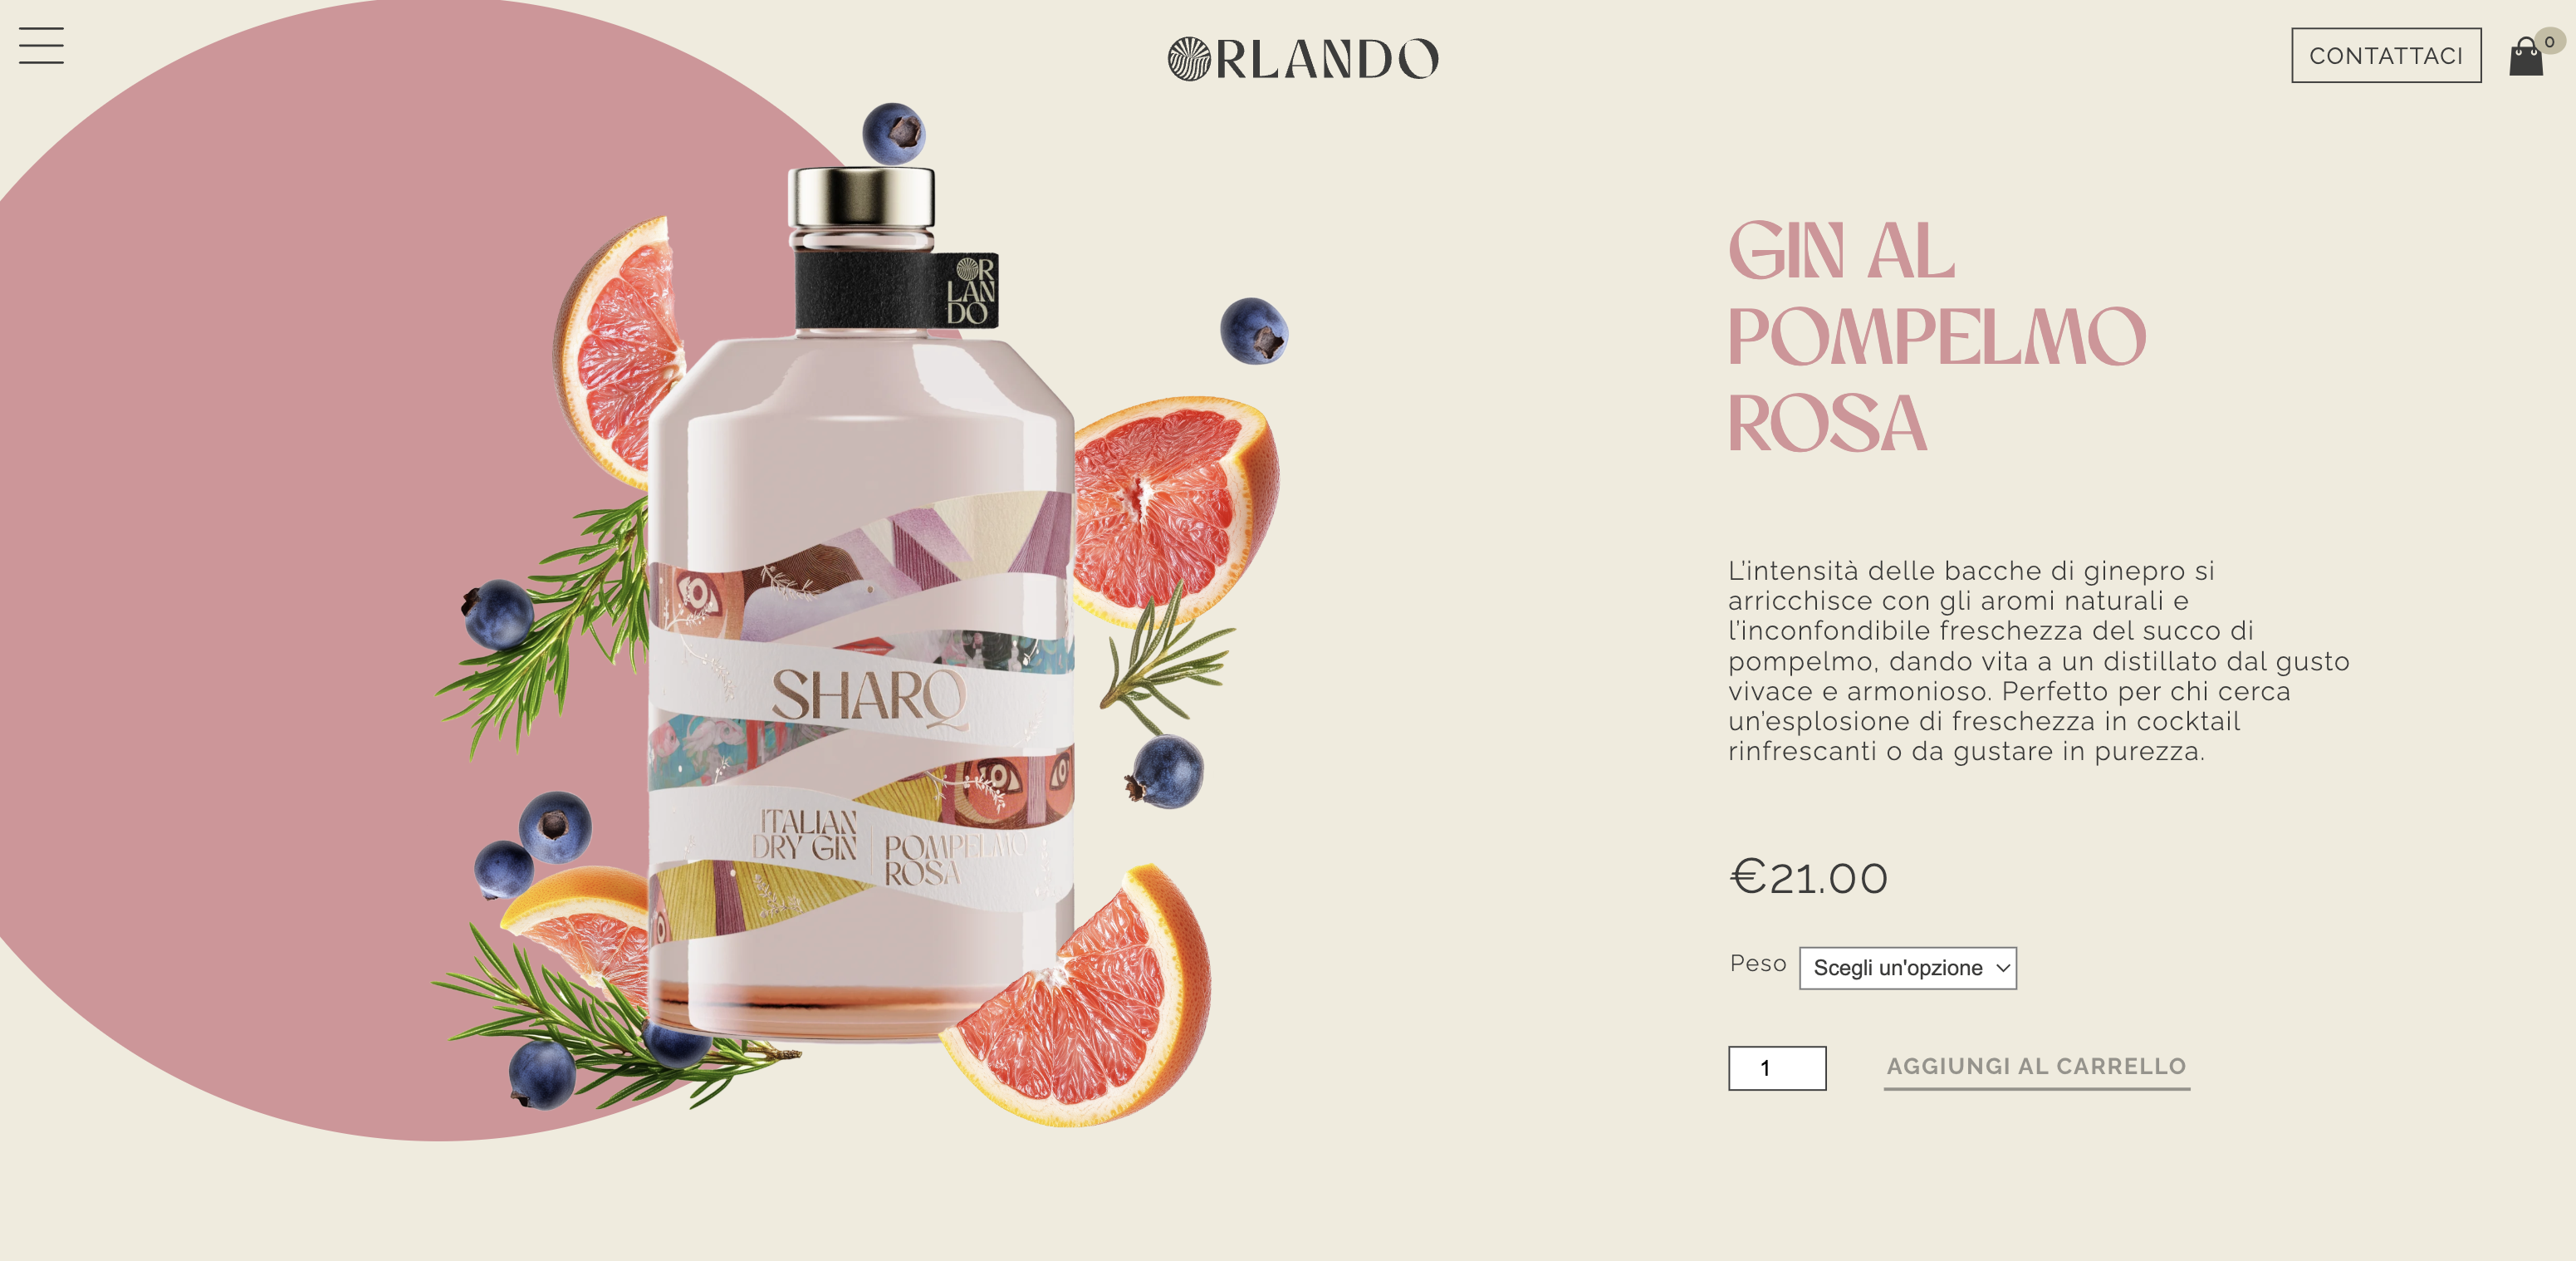 ORLANDO
CONTATTACI
0
OR
LAN
DO
SHARQ
ITALIAN
DRY GIN
POMPELMO
ROSA
GIN AL
POMPELMO
ROSA
L’intensità delle bacche di ginepro si
arricchisce con gli aromi naturali e
l’inconfondibile freschezza del succo di
pompelmo, dando vita a un distillato dal gusto
vivace e armonioso. Perfetto per chi cerca
un’esplosione di freschezza in cocktail
rinfrescanti o da gustare in purezza.
€21.00
Peso Scegli un'opzione
1 AGGIUNGI AL CARRELLO